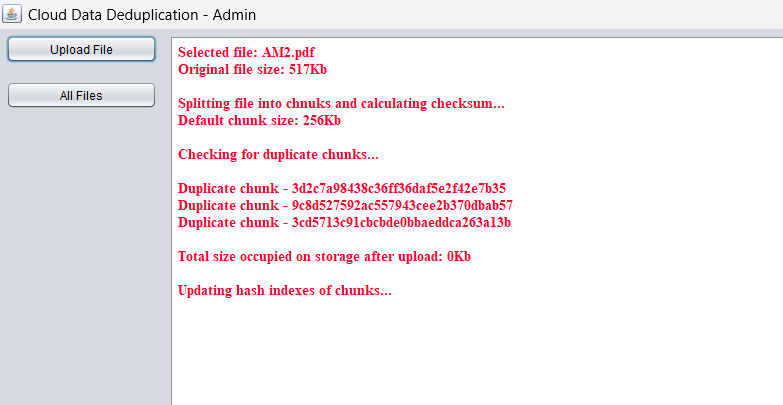 Cloud Data Deduplication - Admin
Upload File
All Files
Selected file: AM2.pdf
Original file size: 517Kb
Splitting file into chnuks and calculating checksum...
Default chunk size: 256Kb
Checking for duplicate chunks...
Duplicate chunk - 3d2c7a98438c36ff36daf5e2f42e7b35
Duplicate chunk - 9c8d527592ac557943cee2b370dbab57
Duplicate chunk - 3cd5713c91cbcbde0bbaeddca263a13b
Total size occupied on storage after upload: 0Kb
Updating hash indexes of chunks...